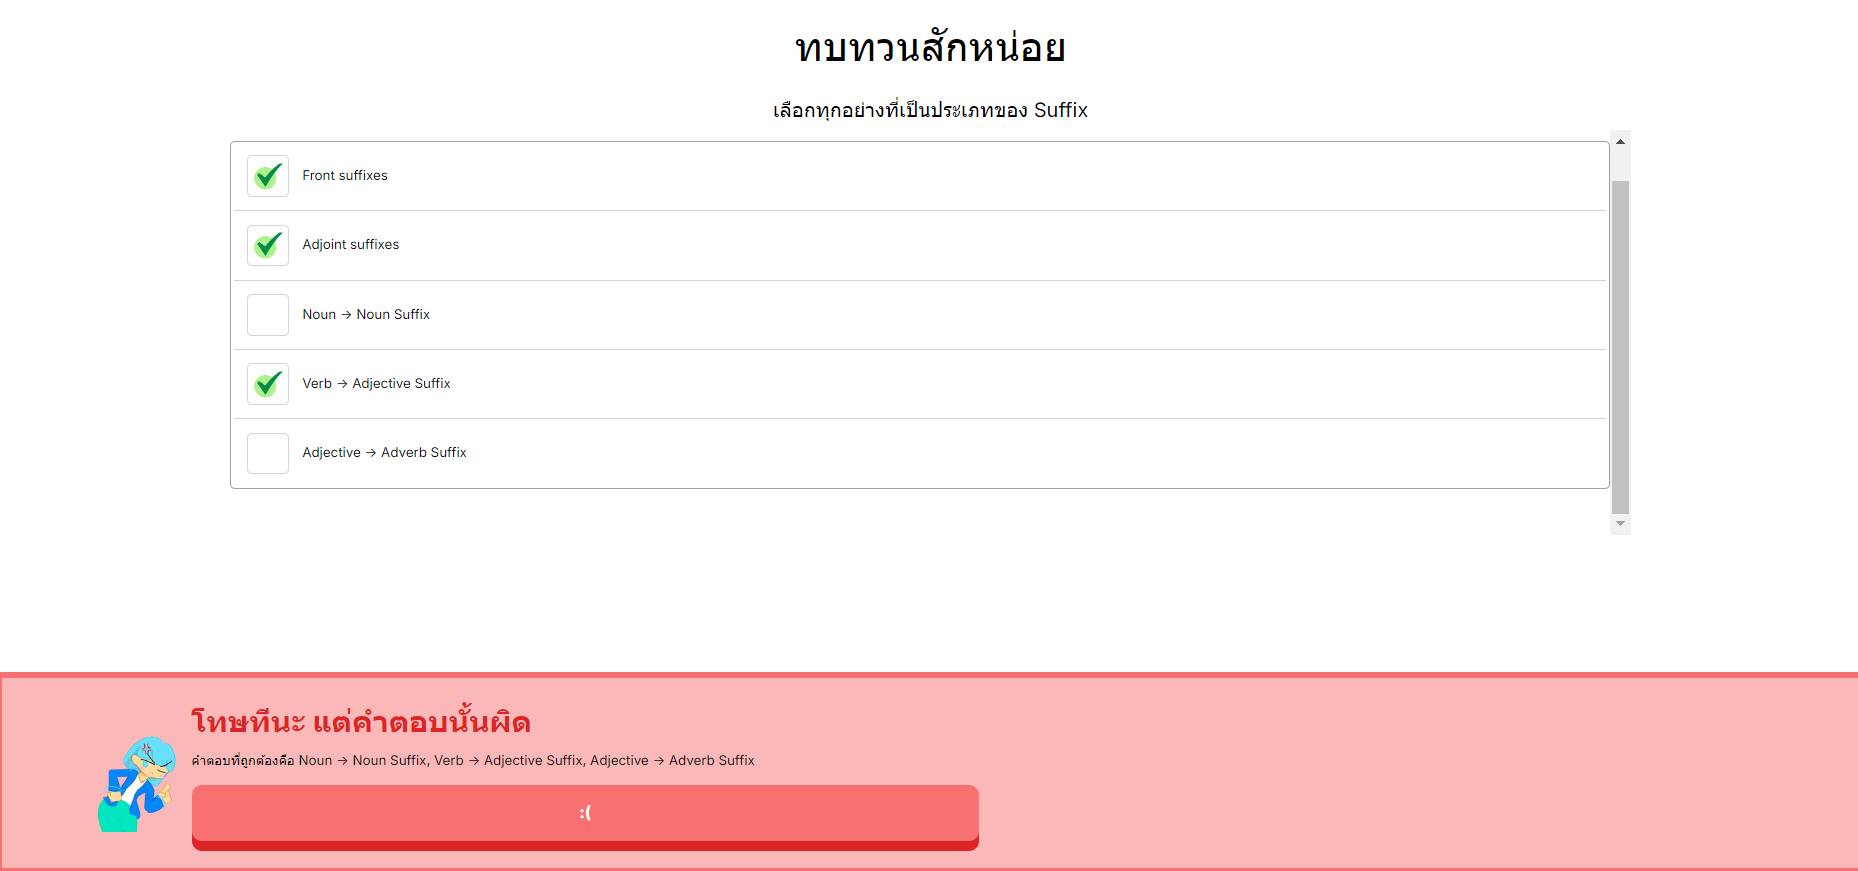 ทบทวนสักหน่อย
เลือกทุกอย่างที่เป็นประเภทของ Suffix
Front suffixes
Adjoint suffixes
Noun → Noun Suffix
Verb → Adjective Suffix
Adjective → Adverb Suffix
โทษทีนะ แต่คำตอบนั้นผิด
คำตอบที่ถูกต้องคือ Noun → Noun Suffix, Verb → Adjective Suffix, Adjective → Adverb Suffix
:(